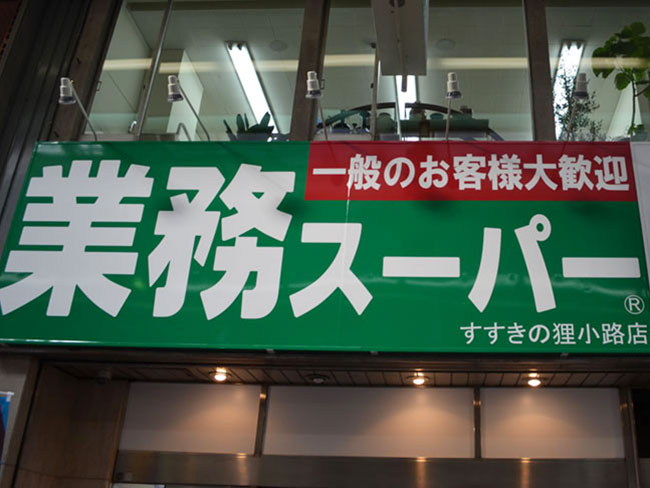 一般のお客様大歓迎
業務スーパー®
すすきの狸小路店